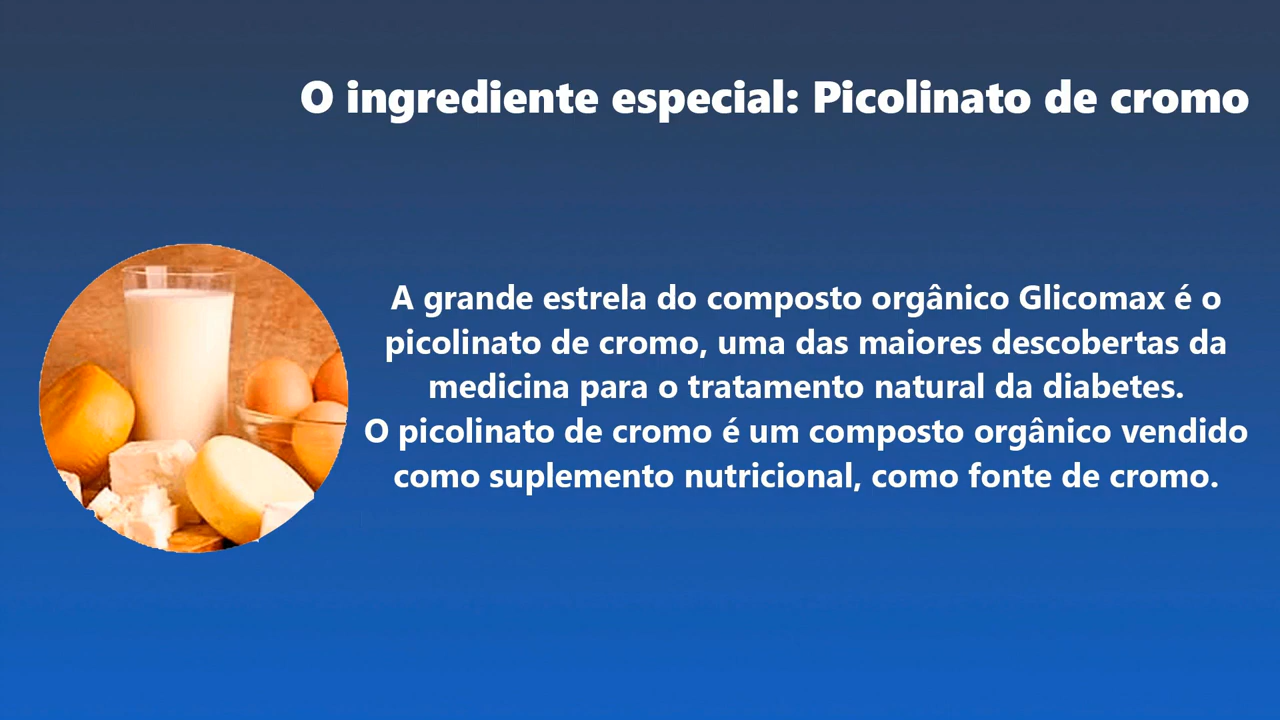 O ingrediente especial: Picolinato de cromo
A grande estrela do composto orgânico Glicomax é o
picolinato de cromo, uma das maiores descobertas da
medicina para o tratamento natural da diabetes.
O picolinato de cromo é um composto orgânico vendido
como suplemento nutricional, como fonte de cromo.